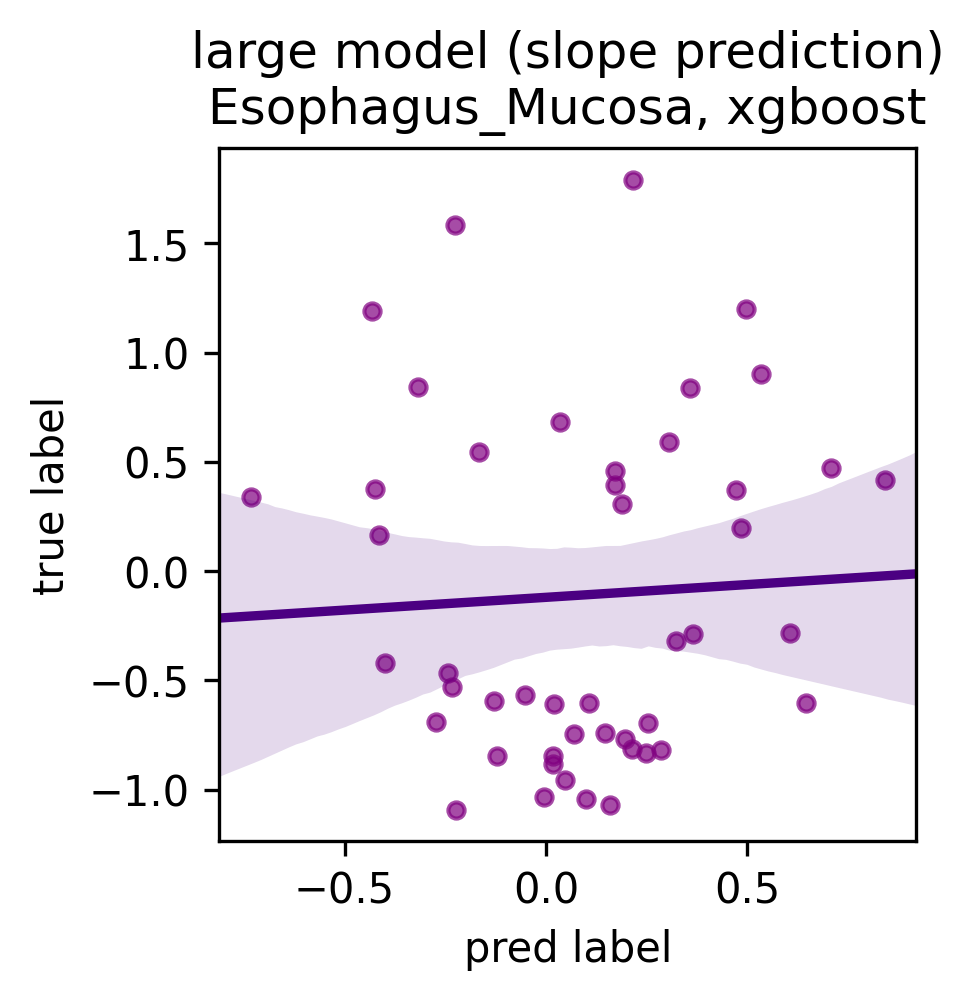 large model (slope prediction)
Esophagus_Mucosa, xgboost
1.5
1.0
0.5
0.0
−0.5
−1.0
true label
−0.5
0.0
0.5
pred label